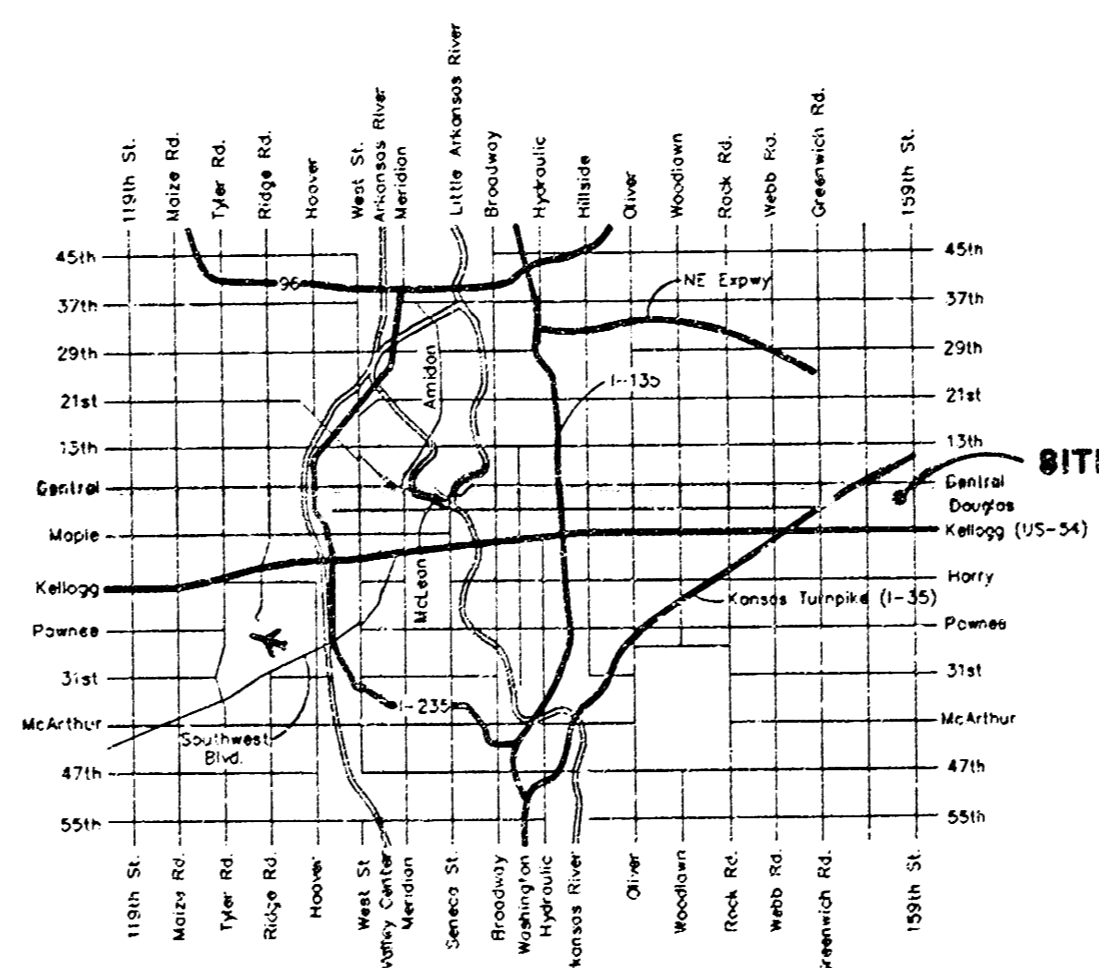 119th St.
Maize Rd.
Tyler Rd.
Ridge Rd.
Hoover
West St.
Arkansas River
Meridian
Little Arkansas River
Broadway
Hydraulic
Hillside
Oliver
Woodlawn
Rock Rd.
Webb Rd.
Greenwich Rd.
159th St.
45th
45th
96
NE Expwy
37th
37th
29th
29th
Amidon
I-135
21st
21st
13th
13th
SITE
Central
Central
Douglas
Maple
Kellogg (US-54)
Kellogg
McLean
Harry
Kansas Turnpike (I-35)
Pawnee
Pawnee
31st
31st
I-235
McArthur
McArthur
Southwest
Blvd.
47th
47th
55th
55th
119th St.
Maize Rd.
Tyler Rd.
Ridge Rd.
Hoover
West St
Valley Center
Meridian
Seneca St.
Broadway
Washington
Hydraulic
Arkansas River
Oliver
Woodlawn
Rock Rd.
Webb Rd.
Greenwich Rd.
159th St.